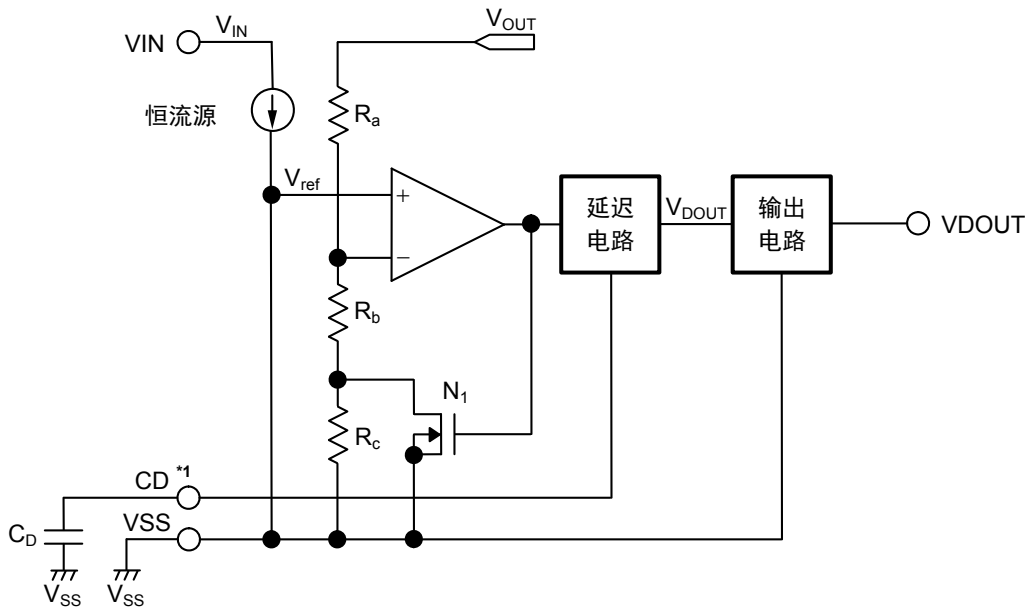 V_OUT
VIN
V_IN
恒流源
R_a
V_ref
+
−
延迟
电路
V_DOUT
输出
电路
VDOUT
R_b
N_1
R_c
CD *1
VSS
C_D
V_SS
V_SS